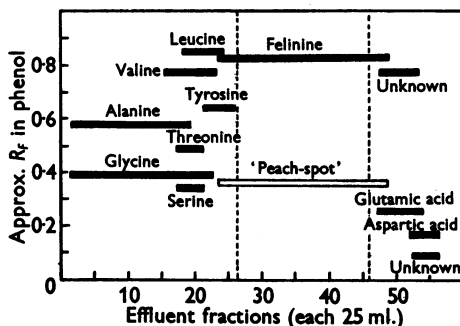 Leucine
Felinine
Valine
Unknown
Tyrosine
Alanine
Threonine
Glycine
'Peach-spot'
Serine
Glutamic acid
Aspartic acid
Unknown
0·8
0·6
0·4
0·2
0
10
20
30
40
50
Approx. Rf in phenol
Effluent fractions (each 25 ml.)